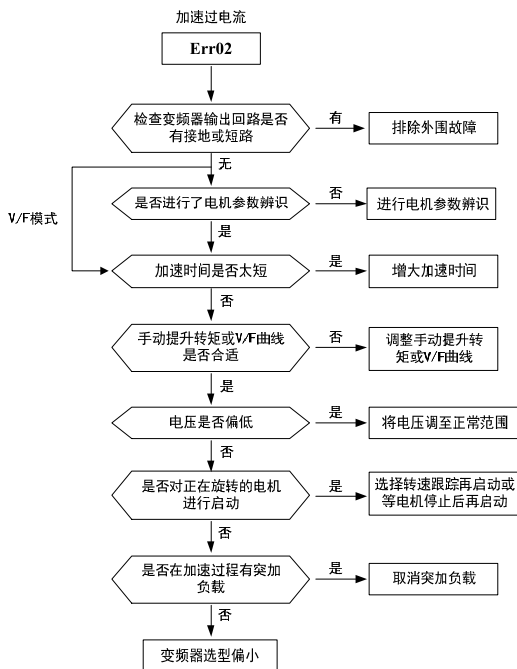 加速过电流
Err02
检查变频器输出回路是否
有接地或短路
有
排除外围故障
无
V/F模式
是否进行了电机参数辨识
否
进行电机参数辨识
是
加速时间是否太短
是
增大加速时间
否
手动提升转矩或V/F曲线
是否合适
否
调整手动提升转
矩或V/F曲线
是
电压是否偏低
是
将电压调至正常范围
否
是否对正在旋转的电机
进行启动
是
选择转速跟踪再启动或
等电机停止后再启动
否
是否在加速过程有突加
负载
是
取消突加负载
否
变频器选型偏小